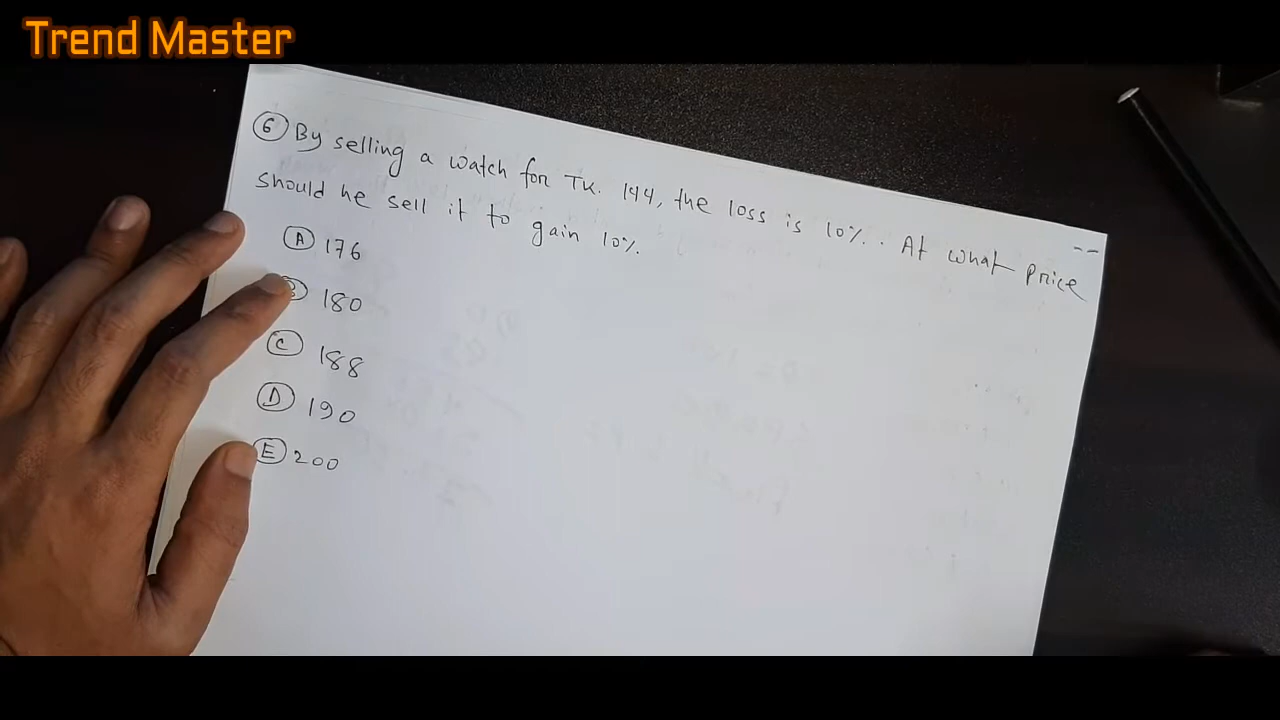 Trend Master
6 By selling a watch for TK. 144, the loss is 10%. At what price
should he sell it to gain 10%.
A 176
180
C 188
D 190
E 200